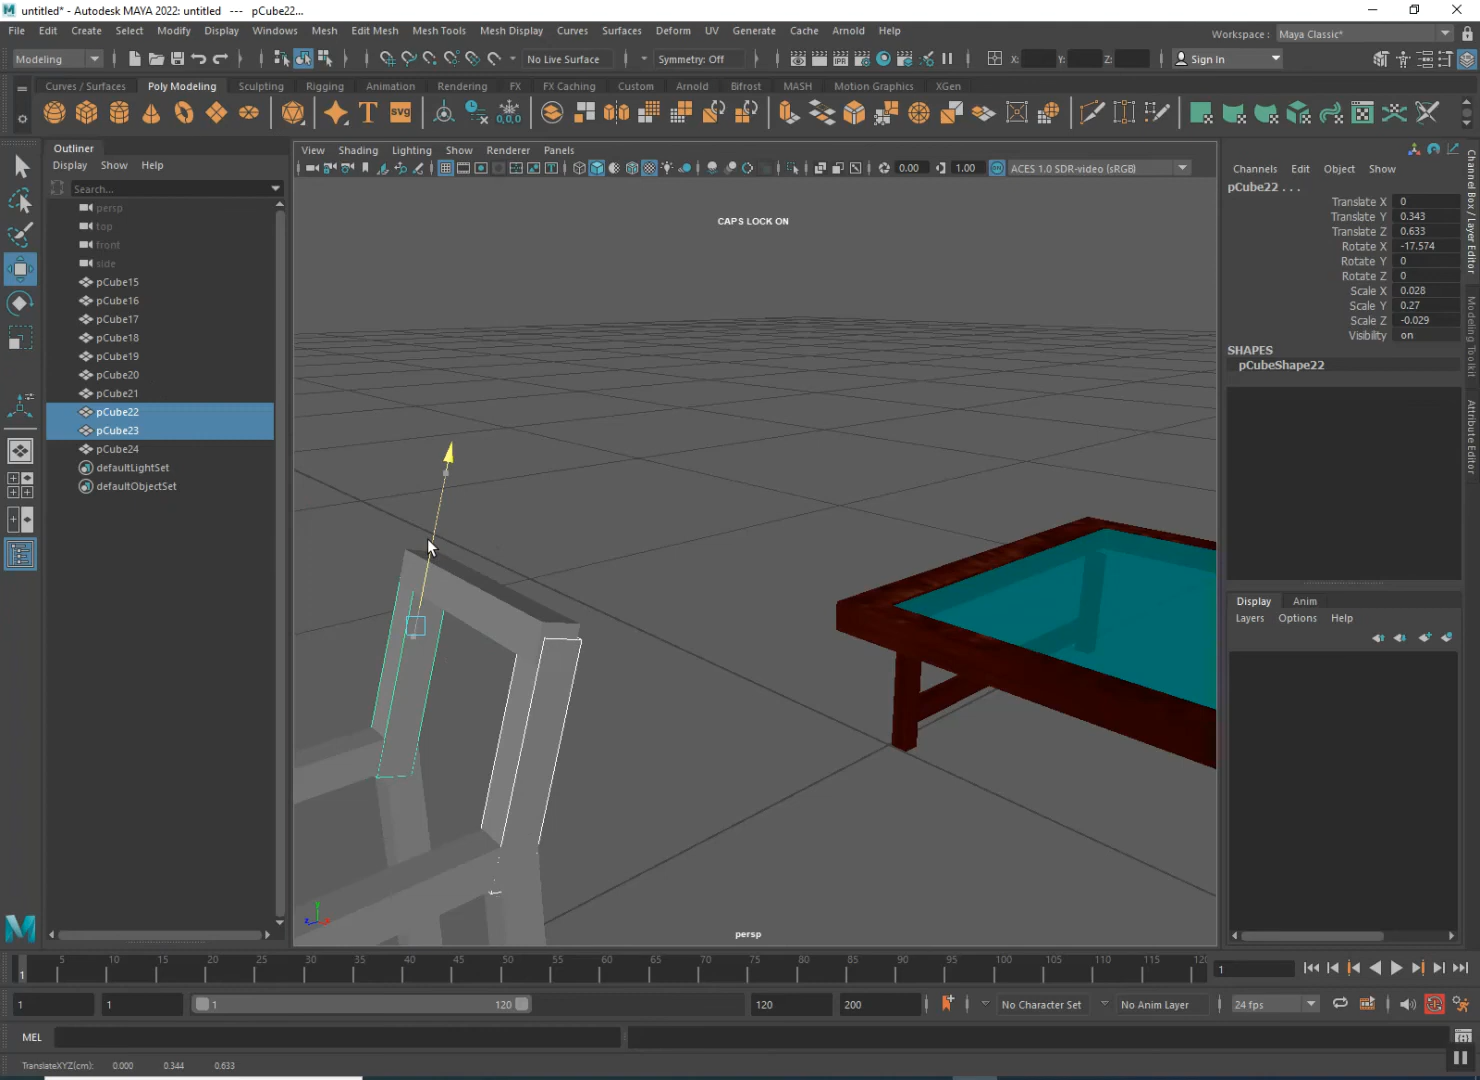 untitled* - Autodesk MAYA 2022: untitled --- pCube22...
File Edit Create Select Modify Display Windows Mesh Edit Mesh Mesh Tools Mesh Display Curves Surfaces Deform UV Generate Cache Arnold Help
Workspace : Maya Classic*
Modeling
No Live Surface
Symmetry: Off
IPR
X:
Y:
Z:
Sign In
Curves / Surfaces Poly Modeling Sculpting Rigging Animation Rendering FX FX Caching Custom Arnold Bifrost MASH Motion Graphics XGen
T
SVG
0,0,0
Outliner
Display Show Help
Search...
persp
top
front
side
pCube15
pCube16
pCube17
pCube18
pCube19
pCube20
pCube21
pCube22
pCube23
pCube24
defaultLightSet
defaultObjectSet
View Shading Lighting Show Renderer Panels
0.00
1.00
ACES 1.0 SDR-video (sRGB)
CAPS LOCK ON
persp
Channels Edit Object Show
pCube22 . . .
Translate X 0
Translate Y 0.343
Translate Z 0.633
Rotate X -17.574
Rotate Y 0
Rotate Z 0
Scale X 0.028
Scale Y 0.27
Scale Z -0.029
Visibility on
SHAPES
pCubeShape22
Display Anim
Layers Options Help
Channel Box / Layer Editor
Modeling Toolkit
Attribute Editor
1
5 10 15 20 25 30 35 40 45 50 55 60 65 70 75 80 85 90 95 100 105 110 115 120
1
1
1
1
120
120
200
No Character Set
No Anim Layer
24 fps
MEL
TranslateXYZ(cm): 0.000 0.344 0.633